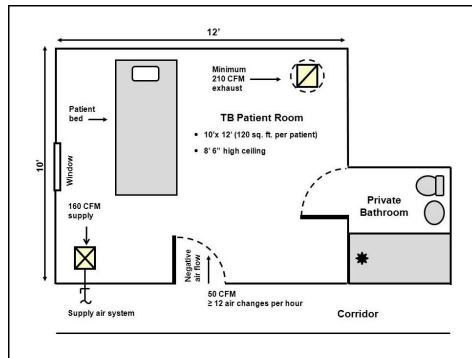 12’
Minimum
210 CFM
exhaust
Patient
bed
TB Patient Room
• 10’x 12’ (120 sq. ft. per patient)
• 8’ 6” high ceiling
10’
Window
Private
Bathroom
160 CFM
supply
Negative
air flow
50 CFM
≥ 12 air changes per hour
Supply air system
Corridor